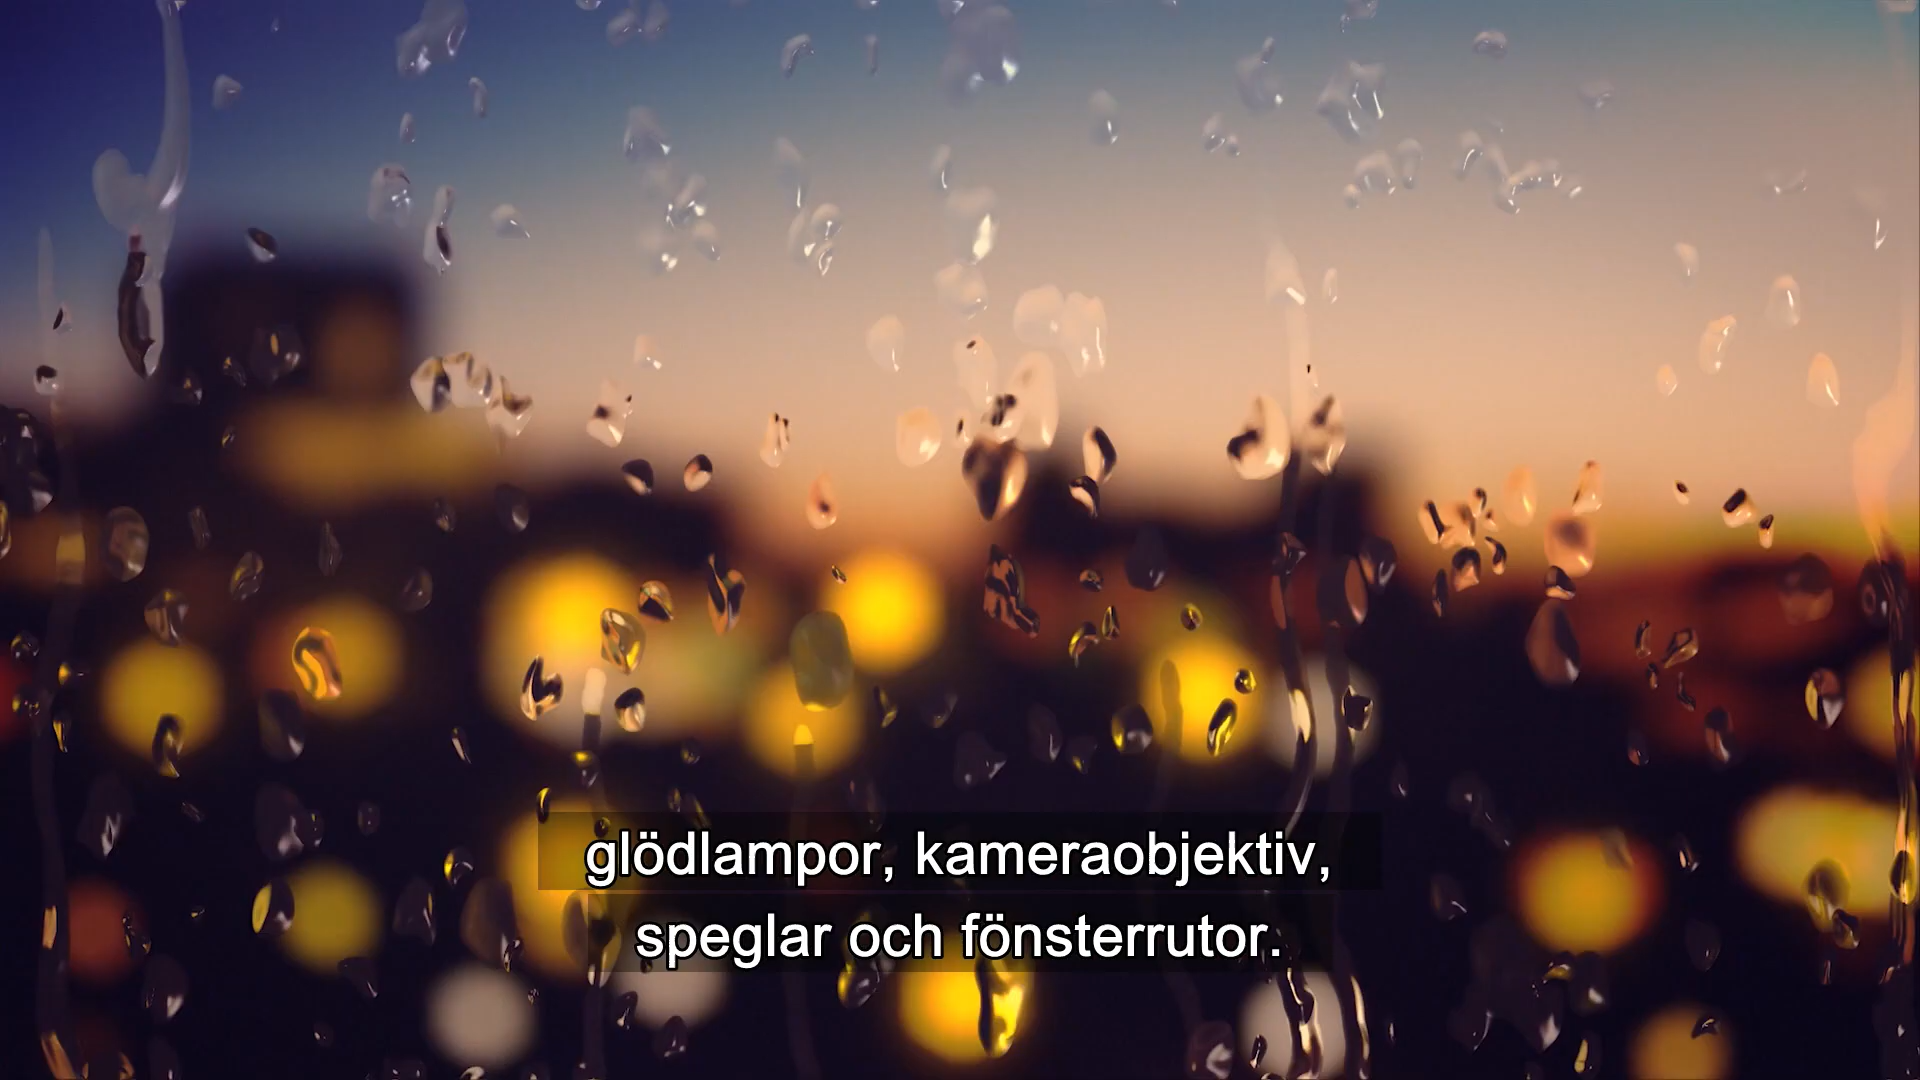 glödlampor, kameraobjektiv,
speglar och fönsterrutor.